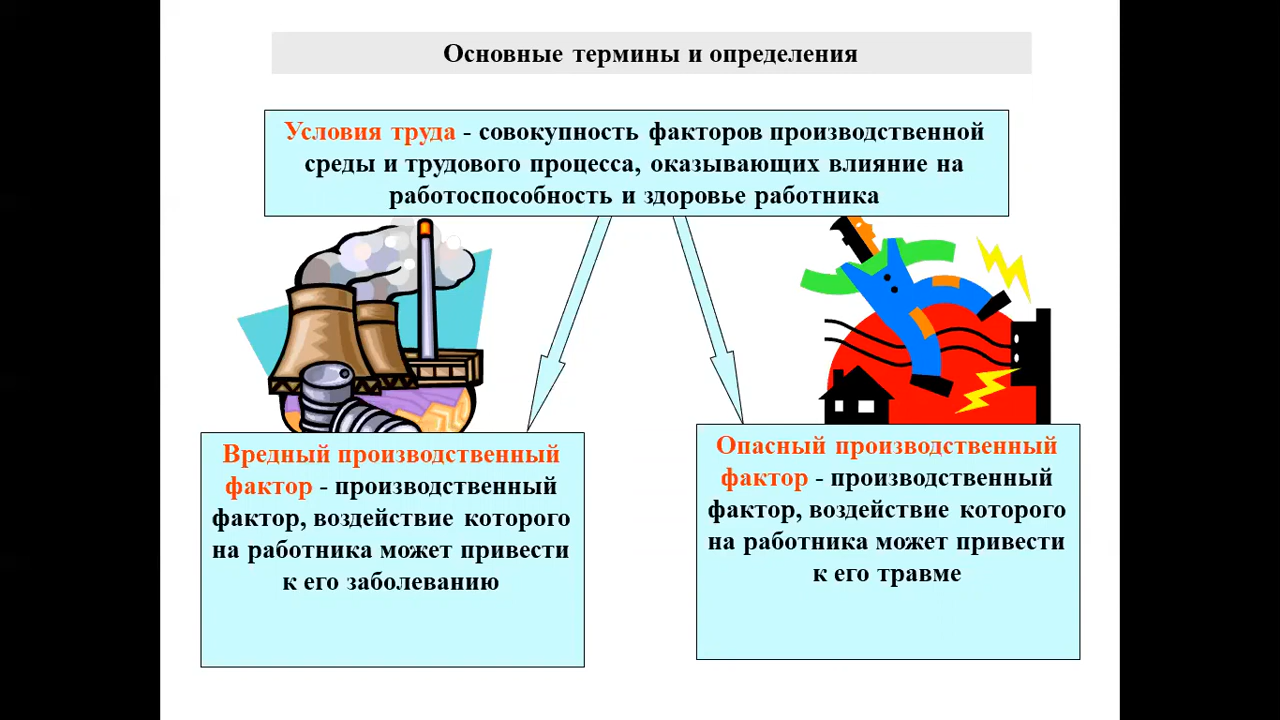 Основные термины и определения
Условия труда - совокупность факторов производственной
среды и трудового процесса, оказывающих влияние на
работоспособность и здоровье работника
Вредный производственный
фактор - производственный
фактор, воздействие которого
на работника может привести
к его заболеванию
Опасный производственный
фактор - производственный
фактор, воздействие которого
на работника может привести
к его травме